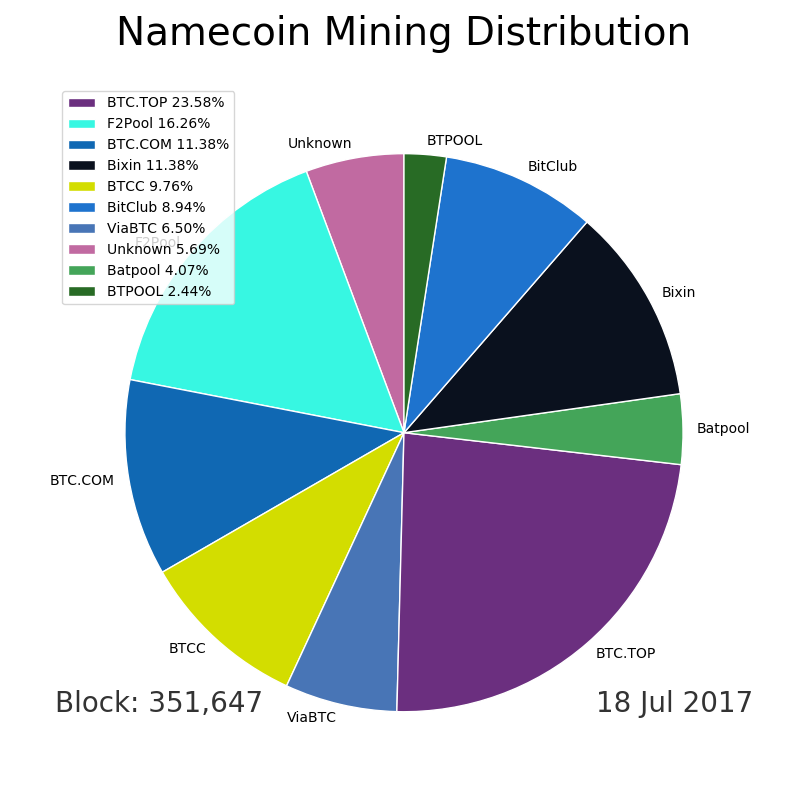 Namecoin Mining Distribution
BTC.TOP 23.58%
F2Pool 16.26%
BTC.COM 11.38%
Bixin 11.38%
BTCC 9.76%
BitClub 8.94%
ViaBTC 6.50%
Unknown 5.69%
Batpool 4.07%
BTPOOL 2.44%
F2Pool
Unknown
BTPOOL
BitClub
Bixin
Batpool
BTC.COM
BTCC
ViaBTC
BTC.TOP
Block: 351,647
18 Jul 2017